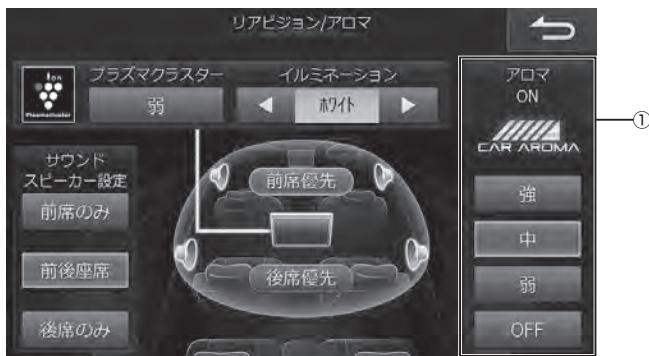 リアビジョン/アロマ
ion
Plasmacluster
プラズマクラスター
弱
イルミネーション
◀ ホワイト ▶
サウンド
スピーカー設定
前席のみ
前後座席
後席のみ
前席優先
後席優先
アロマ
ON
CAR AROMA
強
中
弱
OFF
①